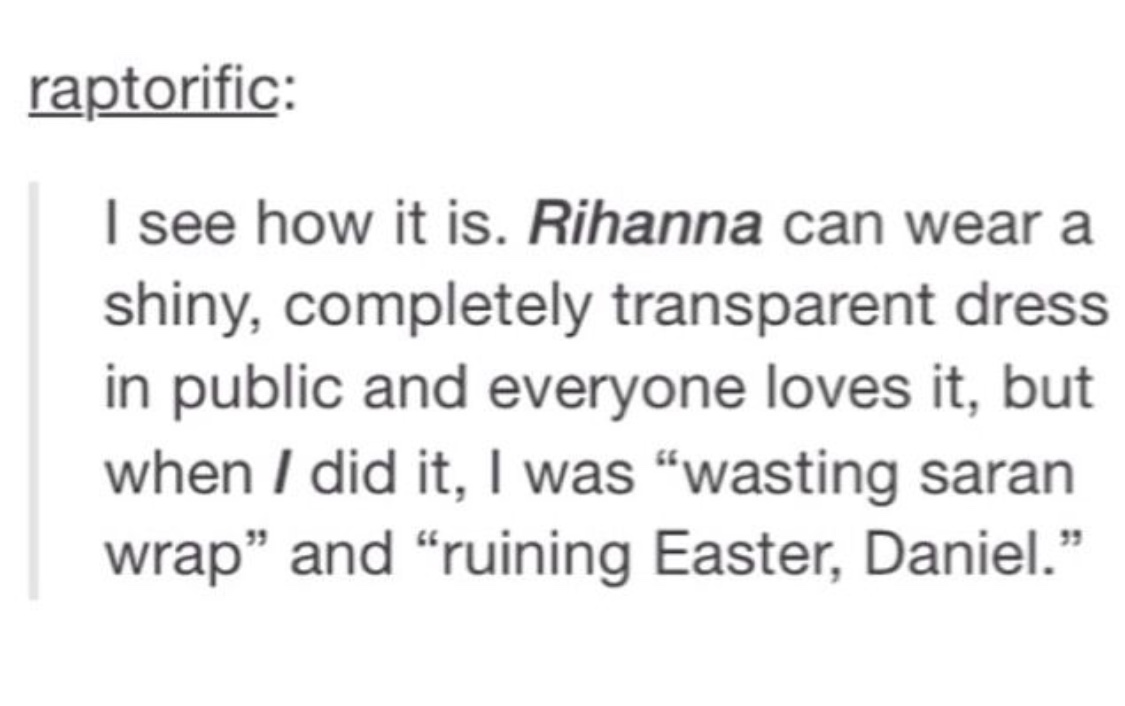 raptorific:
I see how it is. Rihanna can wear a
shiny, completely transparent dress
in public and everyone loves it, but
when I did it, I was “wasting saran
wrap” and “ruining Easter, Daniel.”